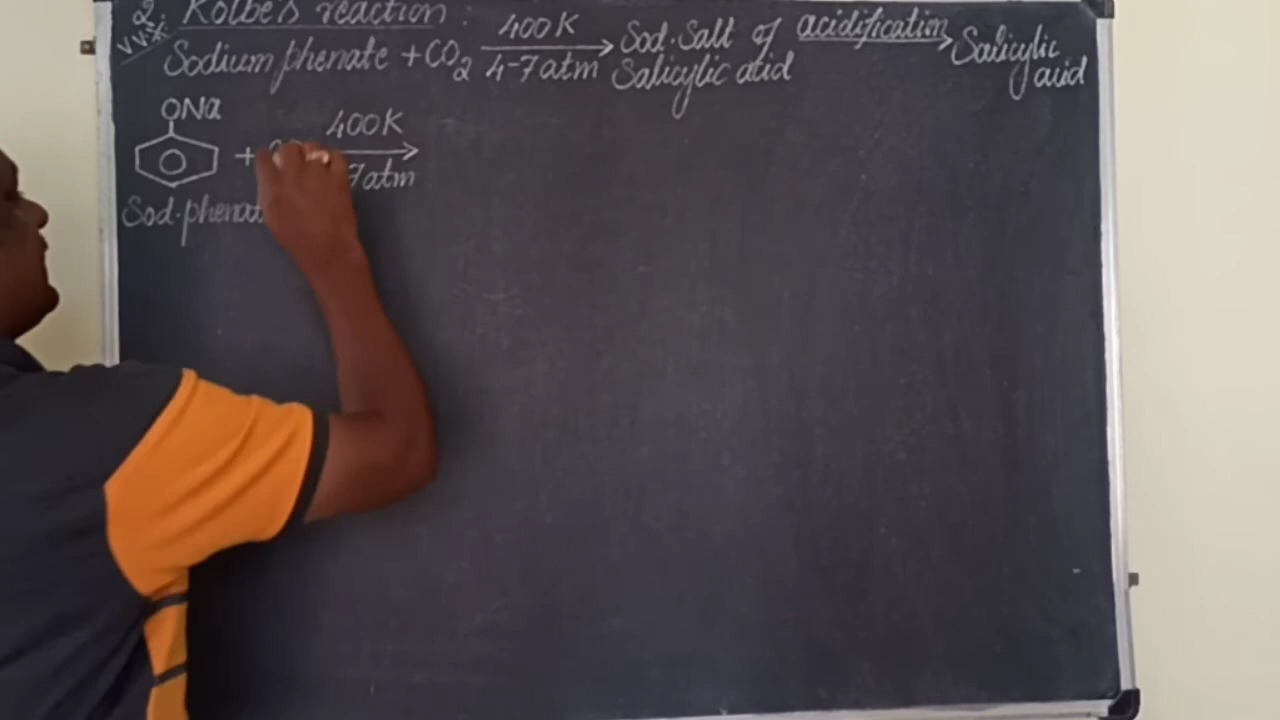 2. Kolbe's reaction :
V.V.*
Sodium phenate + CO2 400K 4-7 atm → Sod. Salt of Salicylic acid acidification → Salicylic acid
ONa
+ 400K →
7 atm
Sod. phenat